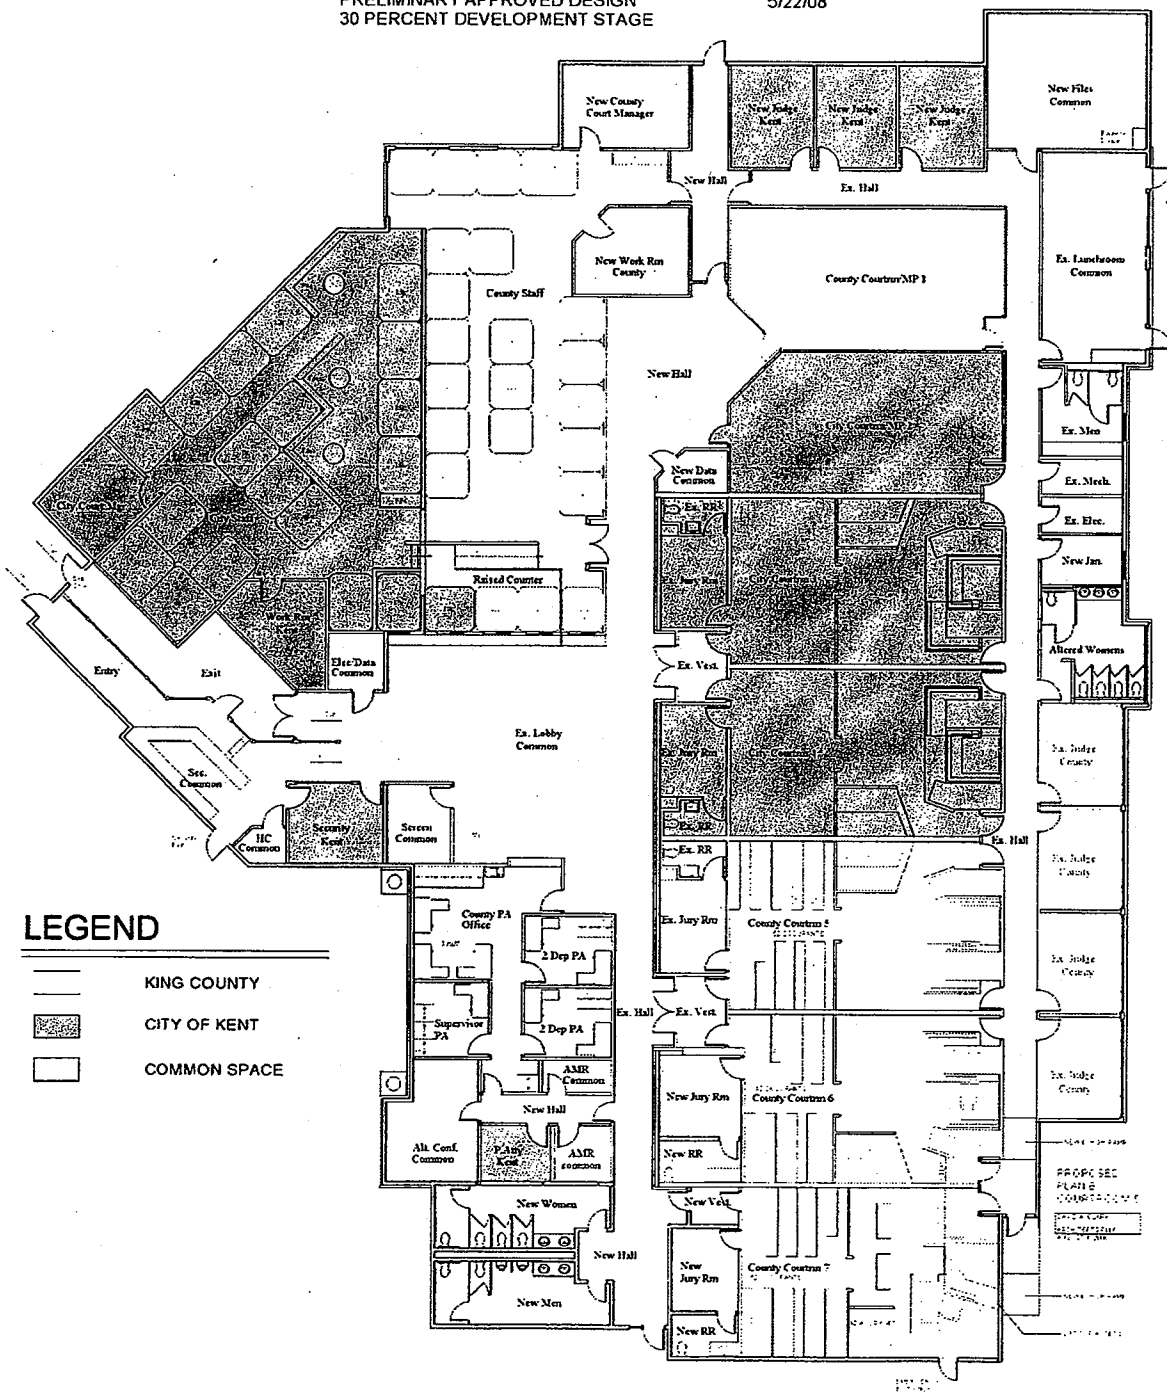 PRELIMINARY APPROVED DESIGN
5/22/08
30 PERCENT DEVELOPMENT STAGE
New County
Court Manager
New Judge
Kent
New Judge
Kent
New Judge
Kent
New Files
Common
New Hall
Ex. Hall
New Work Rm
County
County Staff
County Courtrm MP 1
Ex. Lunchroom
Common
New Hall
Ex. Men
New Data
Common
Ex. Mech.
Ex. RR
Ex. Elec.
New Jan.
Raised Counter
Ex. Jury Rm
City Courtrm
Work Rm
Elec/Data
Common
Ex. Vest.
Altered Womens
Entry
Exit
Ex. Lobby
Common
Ex. Jury Rm
City Courtrm
Ex. Judge
County
Sec.
Common
HC
Common
Security
Kent
Screen
Common
Ex. RR
Ex. RR
Ex. Hall
Ex. Judge
County
LEGEND
KING COUNTY
CITY OF KENT
COMMON SPACE
County PA
Office
Staff
2 Dep PA
Ex. Jury Rm
County Courtrm 5
Ex. Judge
County
Supervisor
PA
2 Dep PA
Ex. Hall
Ex. Vest.
AMR
Common
New Jury Rm
County Courtrm 6
Ex. Judge
County
New Hall
Alt. Conf.
Common
P. Atty
Kent
AMR
common
New RR
PROPOSED
PLAN @
New Women
New Vest.
New Hall
New
Jury Rm
County Courtrm 7
New Men
New RR